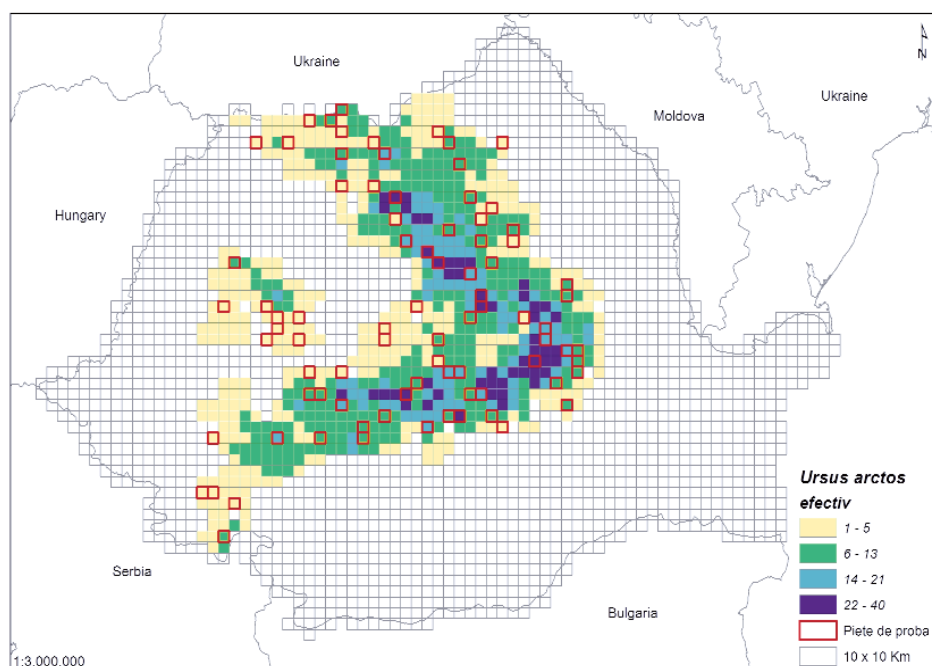 Ukraine
N
Moldova
Ukraine
Hungary
Serbia
Bulgaria
Ursus arctos
efectiv
1 - 5
6 - 13
14 - 21
22 - 40
Piete de proba
10 x 10 Km
1:3.000.000